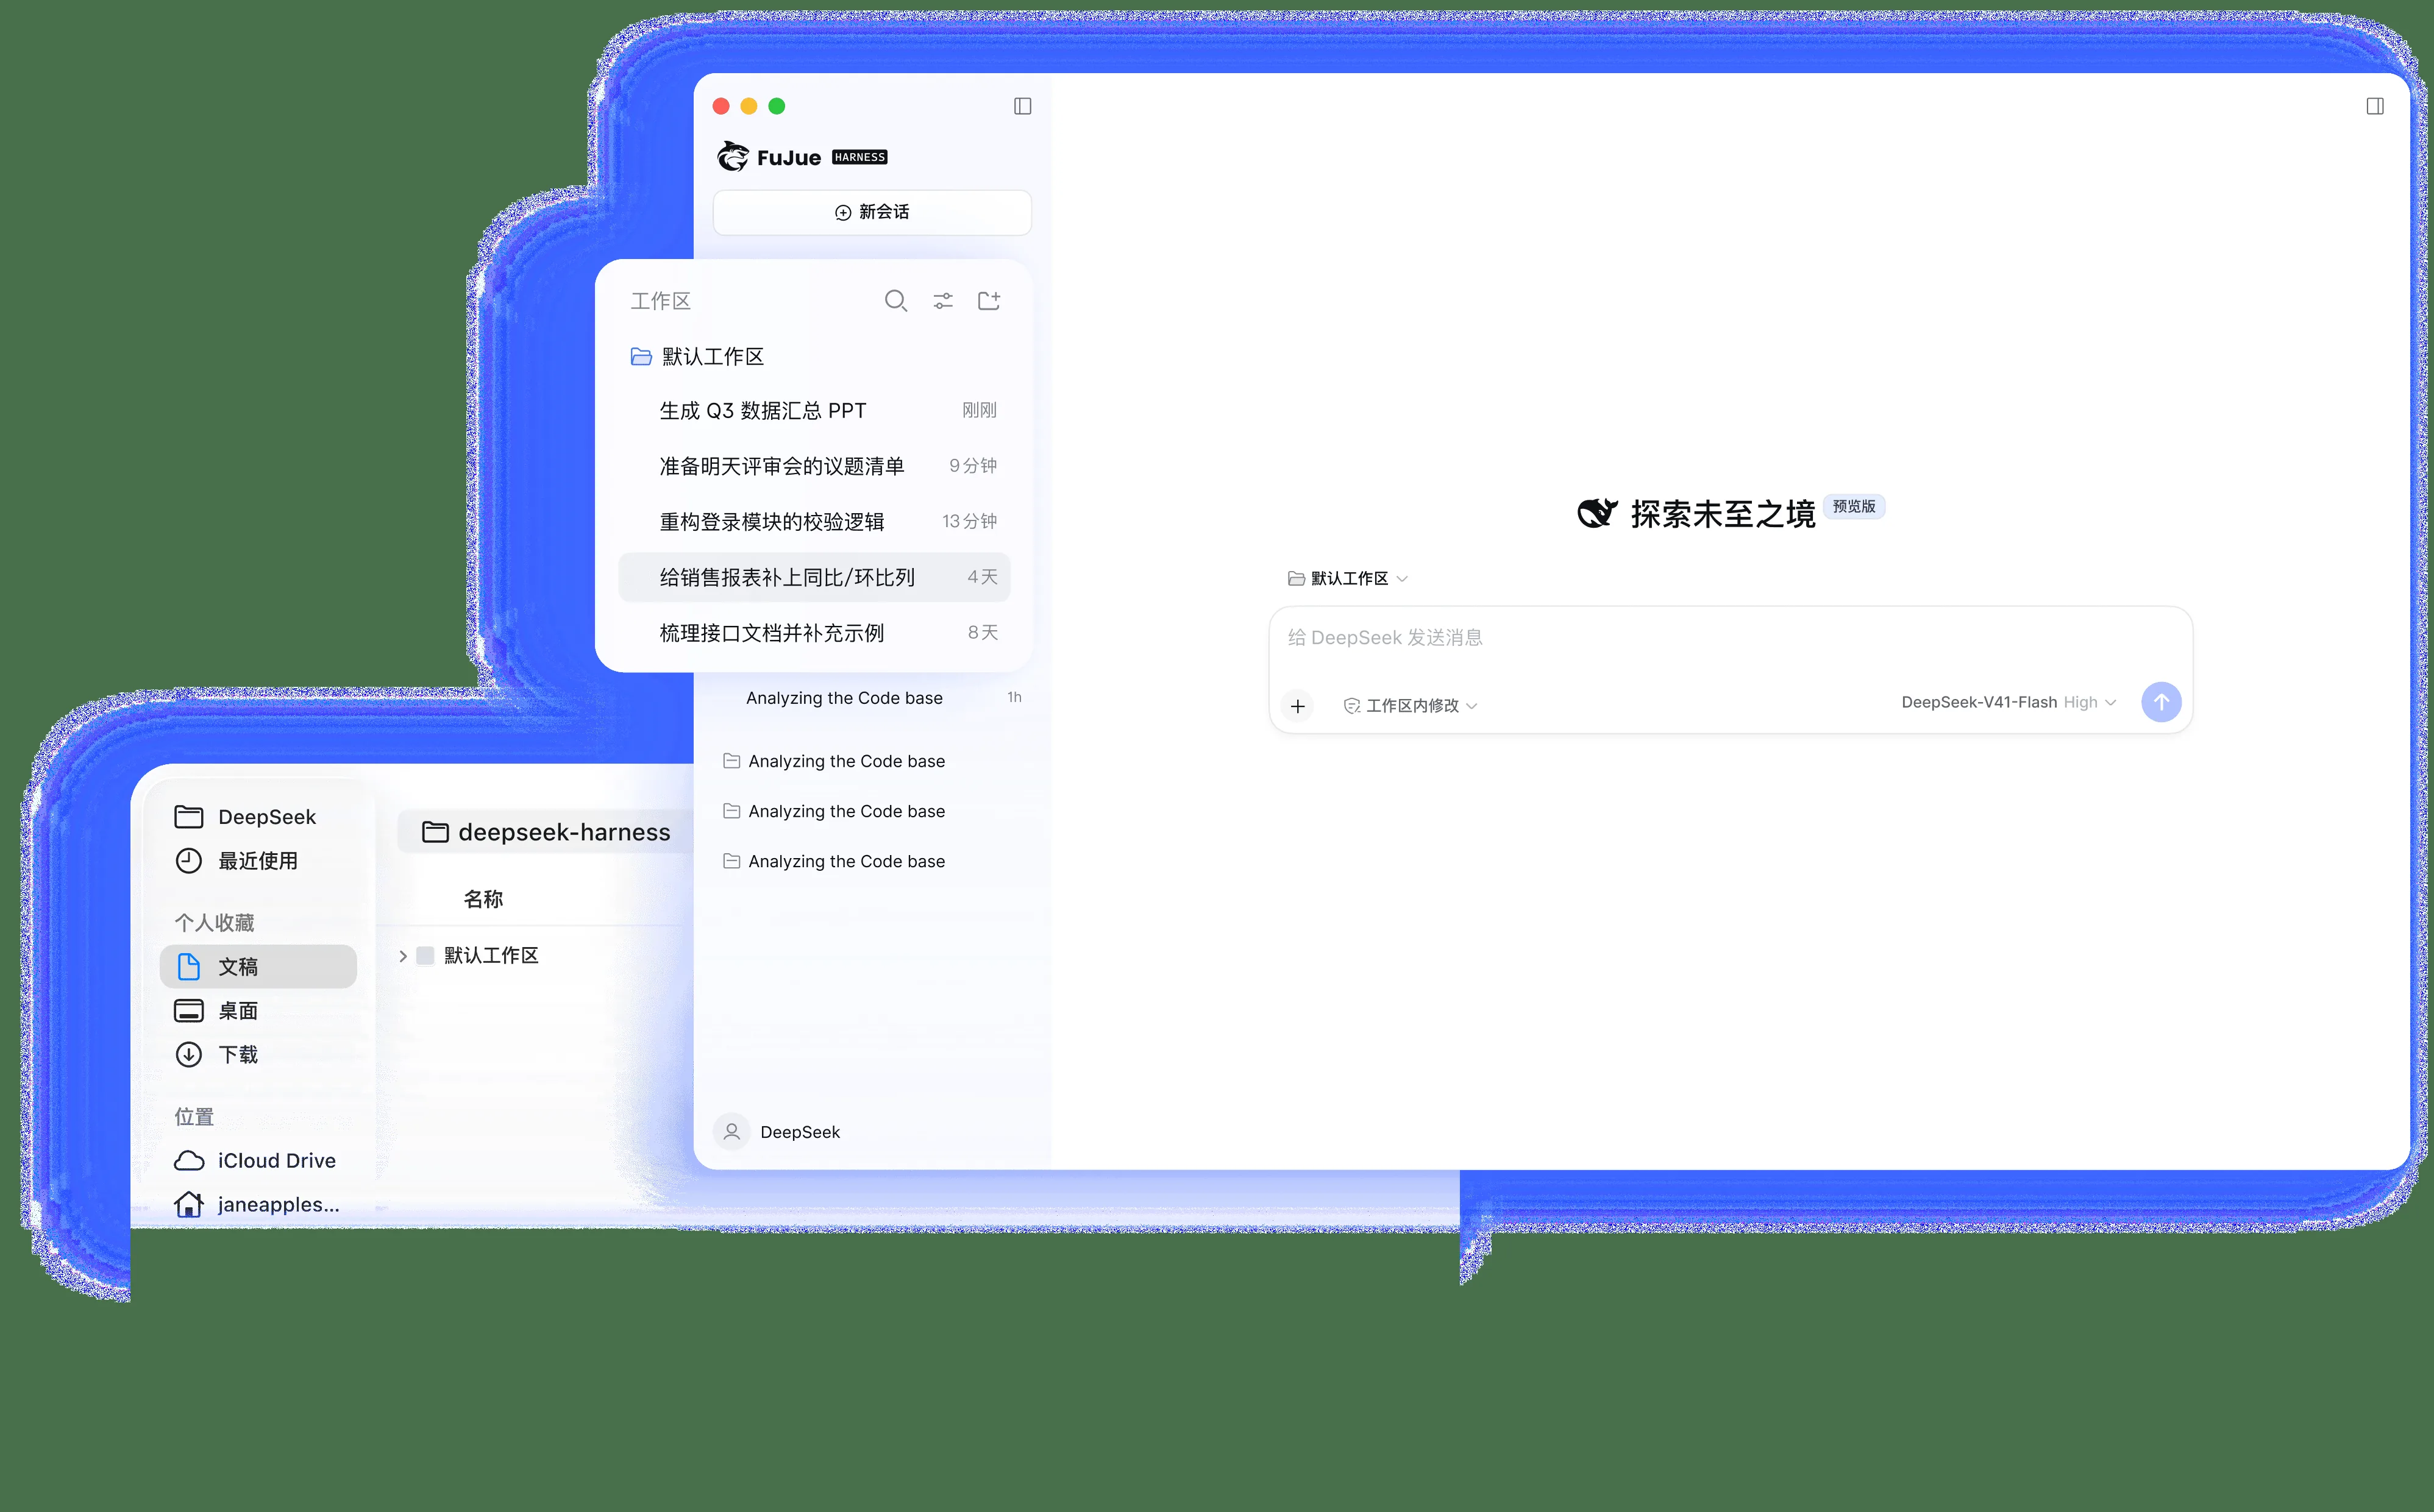 FuJue HARNESS
新会话
工作区
默认工作区
生成 Q3 数据汇总 PPT 刚刚
准备明天评审会的议题清单 9分钟
重构登录模块的校验逻辑 13分钟
给销售报表补上同比/环比列 4天
梳理接口文档并补充示例 8天
Analyzing the Code base 1h
Analyzing the Code base
Analyzing the Code base
Analyzing the Code base
DeepSeek
探索未至之境 预览版
默认工作区
给 DeepSeek 发送消息
工作区内修改 DeepSeek-V41-Flash High
DeepSeek
最近使用
个人收藏
文稿
桌面
下载
位置
iCloud Drive
janeapples...
deepseek-harness
名称
默认工作区